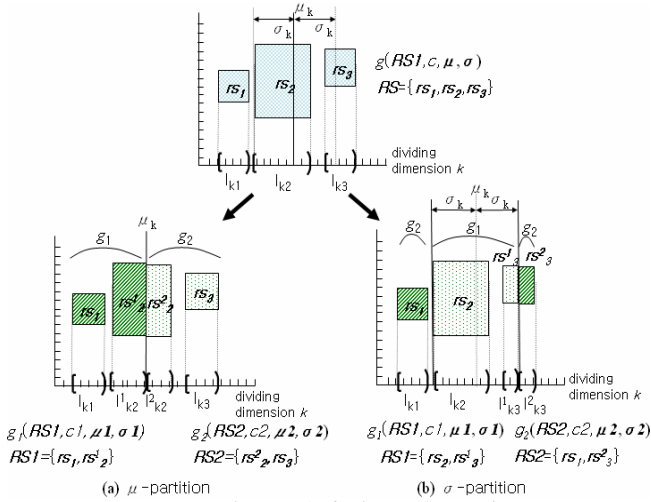 μk
σk σk
rs1 rs2 rs3
g(RS1,c,μ,σ)
RS={rs1,rs2,rs3}
dividing
dimension k
Ik1 Ik2 Ik3
μk
g1 g2
rs1 rs¹2 rs²2 rs3
dividing
dimension k
Ik1 I¹k2 I²k2 Ik3
g1(RS1,c1,μ1,σ1) g2(RS2,c2,μ2,σ2)
RS1={rs1,rs¹2} RS2={rs²2,rs3}
(a) μ-partition
μk
σk σk
g2 g1 g2
rs1 rs2 rs¹3 rs²3
dividing
dimension k
Ik1 Ik2 I¹k3 I²k3
g1(RS1,c1,μ1,σ1) g2(RS2,c2,μ2,σ2)
RS1={rs2,rs¹3} RS2={rs1,rs²3}
(b) σ-partition